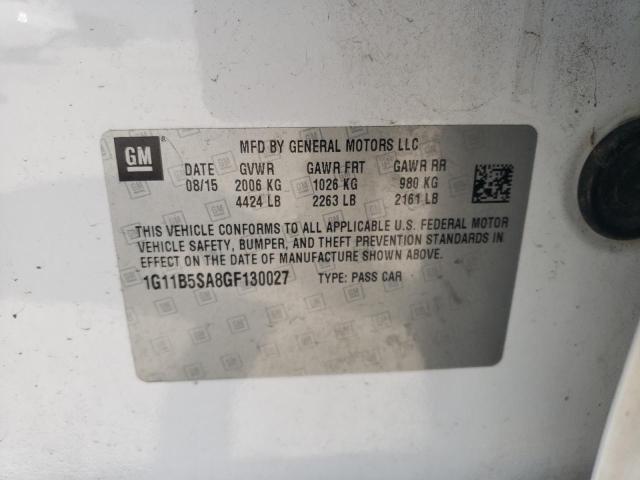 GM
MFD BY GENERAL MOTORS LLC
DATE GVWR GAWR FRT GAWR RR
08/15 2006 KG 1026 KG 980 KG
4424 LB 2263 LB 2161 LB
THIS VEHICLE CONFORMS TO ALL APPLICABLE U.S. FEDERAL MOTOR
VEHICLE SAFETY, BUMPER, AND THEFT PREVENTION STANDARDS IN
EFFECT ON THE DATE OF MANUFACTURE SHOWN ABOVE.
1G11B5SA8GF130027 TYPE: PASS CAR